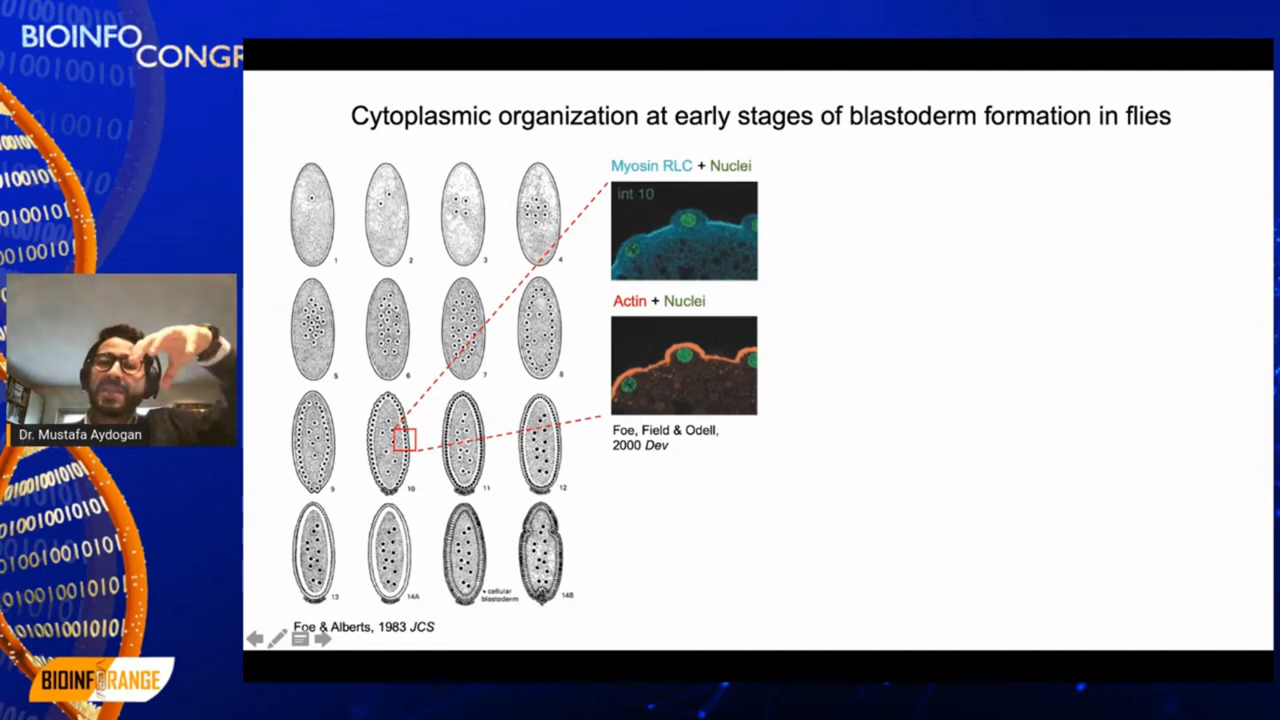 BIOINFO
CONGR
Cytoplasmic organization at early stages of blastoderm formation in flies
Myosin RLC + Nuclei
int 10
1
2
3
4
Actin + Nuclei
5
6
7
8
Foe, Field & Odell,
2000 Dev
9
10
11
12
13
14A
cellular
blastoderm
14B
Foe & Alberts, 1983 JCS
Dr. Mustafa Aydogan
BIOINFORANGE